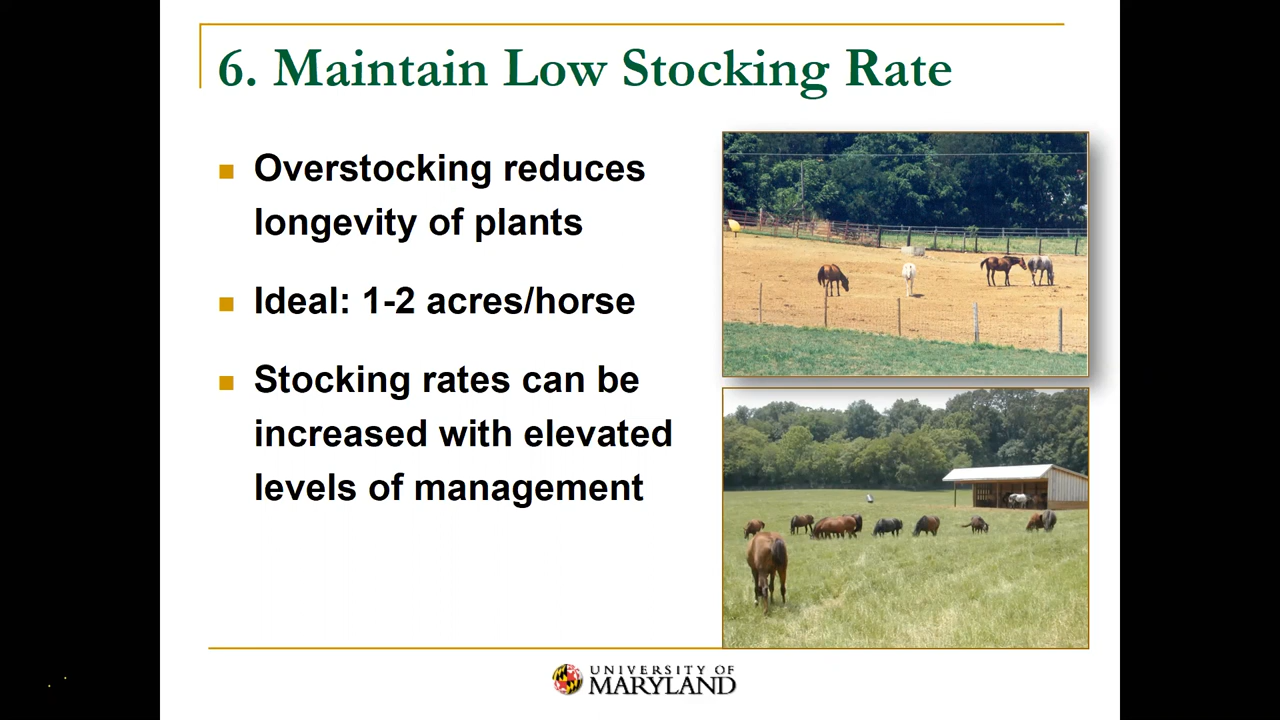 6. Maintain Low Stocking Rate
Overstocking reduces
longevity of plants
Ideal: 1-2 acres/horse
Stocking rates can be
increased with elevated
levels of management
UNIVERSITY OF
MARYLAND